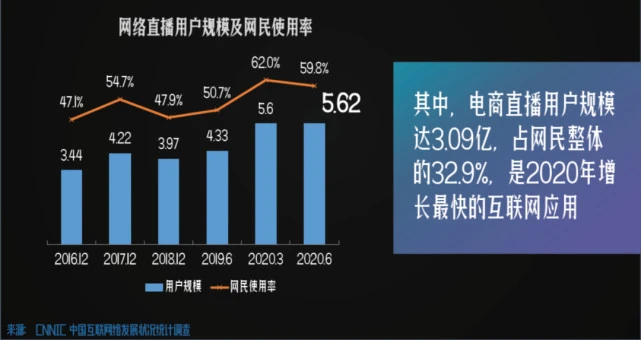 网络直播用户规模及网民使用率
62.0%
59.8%
54.7%
47.1%
47.9%
50.7%
5.6
5.62
3.44
4.22
3.97
4.33
2016.12 2017.12 2018.12 2019.6 2020.3 2020.6
用户规模 网民使用率
其中，电商直播用户规模
达3.09亿，占网民整体
的32.9%，是2020年增
长最快的互联网应用
来源: CNNIC 中国互联网络发展状况统计调查